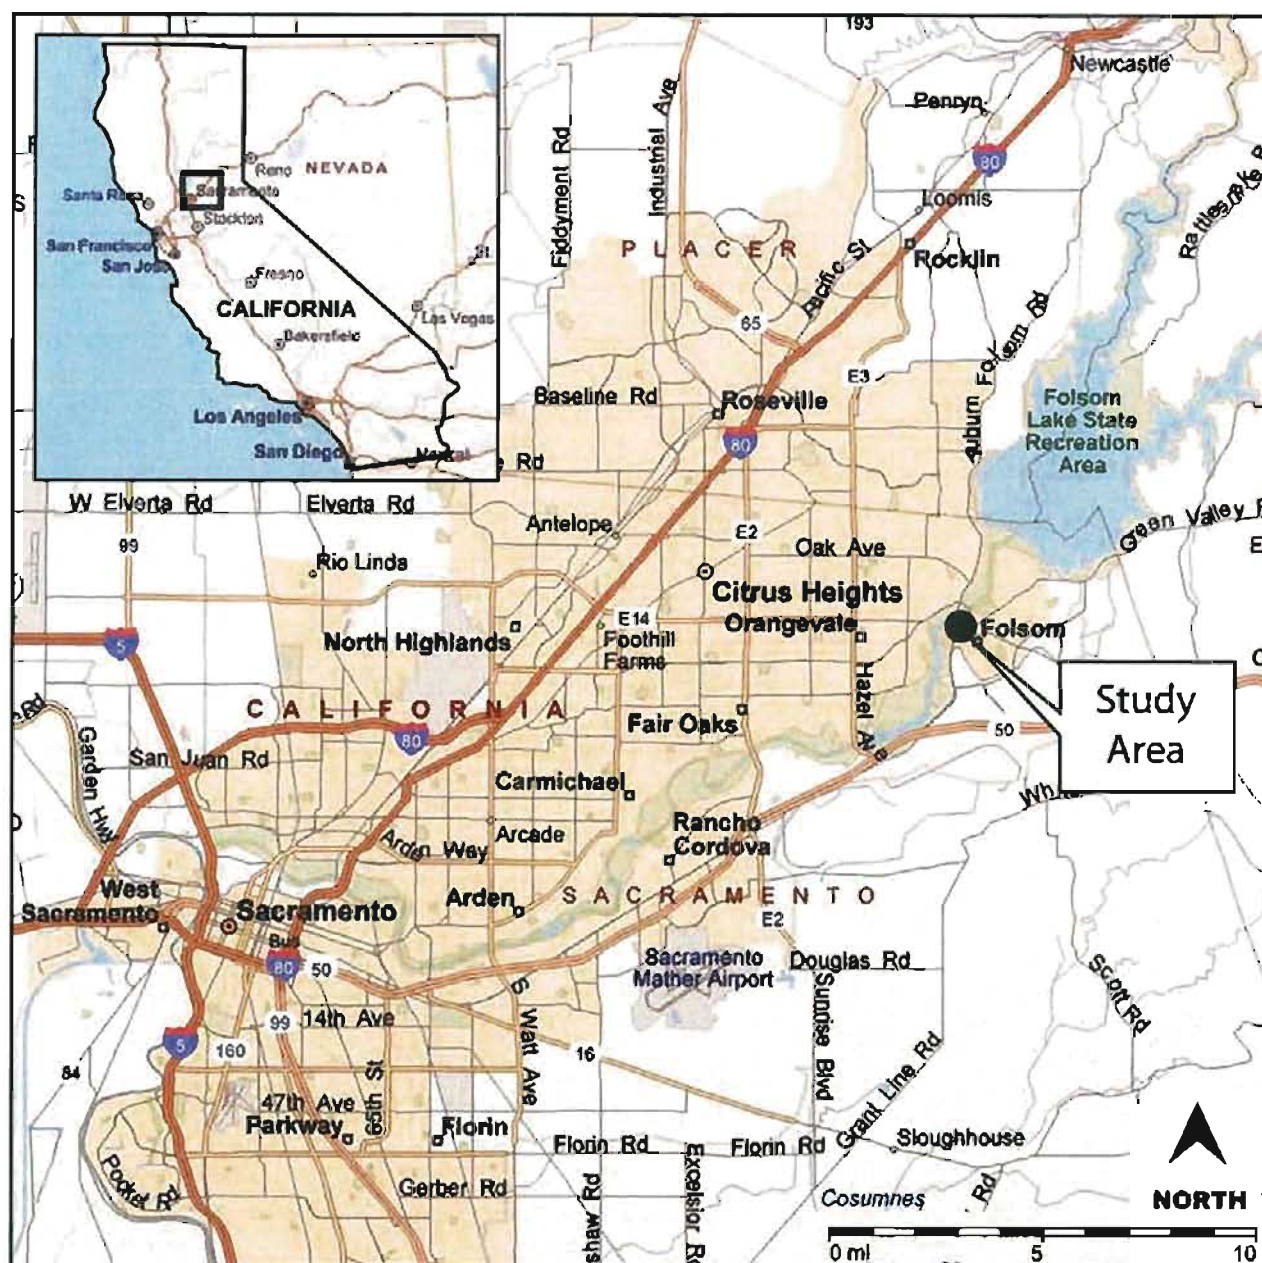 193
Newcastle
Penryn
80
Loomis
Rocklin
Fiddyment Rd
Industrial Ave
PLACER
Pacific St
65
E3
Reno
NEVADA
Sacramento
Stockton
San Francisco
San Jose
Fresno
CALIFORNIA
Las Vegas
Bakersfield
Los Angeles
San Diego
Baseline Rd
Roseville
80
Auburn Folsom Rd
Folsom
Lake State
Recreation
Area
Rd
W Elverta Rd
Elverta Rd
99
Antelope
E2
Oak Ave
Green Valley
Rio Linda
Citrus Heights
Orangevale
E14
North Highlands
Foothill
Farms
Folsom
5
Study
Area
CALIFORNIA
80
Fair Oaks
Hazel Ave
50
Garden Hwy
San Juan Rd
Carmichael
Arcade
Arden Way
Rancho
Cordova
West
Sacramento
Sacramento
Arden
SACRAMENTO
E2
Bus
80
50
Sacramento
Mather Airport
Douglas Rd
Sunrise Blvd
Scott Rd
S Watt Ave
5
160
99
14th Ave
16
84
65th St
47th Ave
Parkway
Florin
Florin Rd
Florin Rd
Grant Line Rd
Sloughhouse
Pocket Rd
Gerber Rd
shaw Rd
Excelsior
Cosumnes
Rd
NORTH
0 mi
5
10